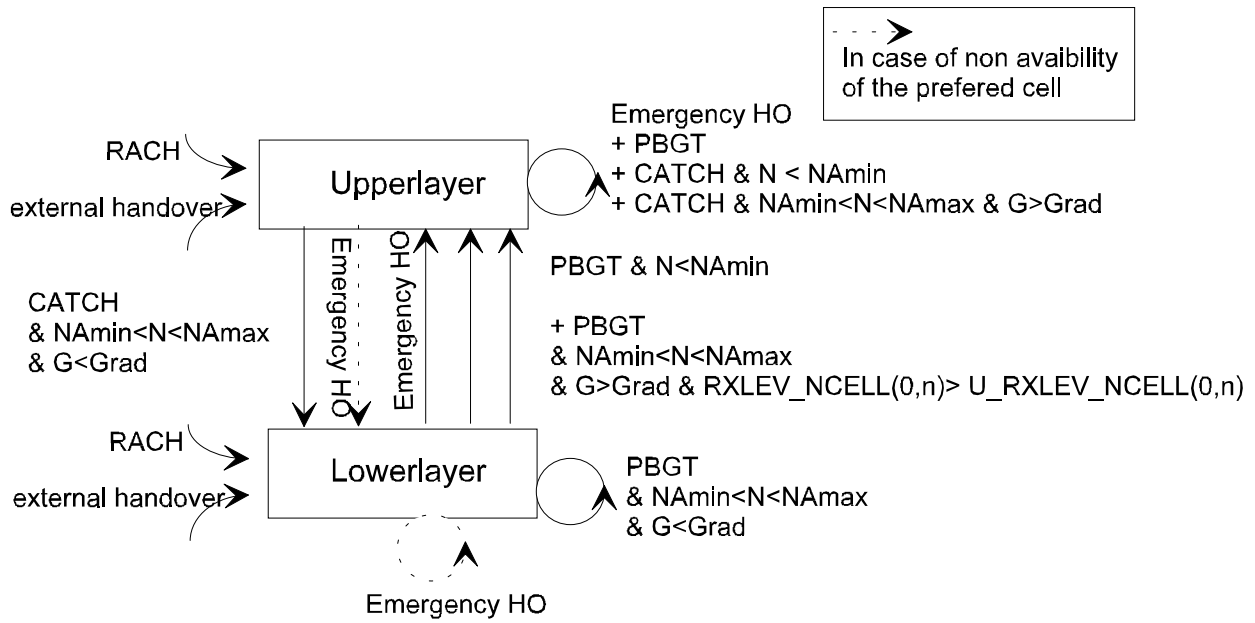 In case of non avaibility
of the prefered cell
Emergency HO
+ PBGT
+ CATCH & N < NAmin
+ CATCH & NAmin<N<NAmax & G>Grad
RACH
external handover
Upperlayer
CATCH
& NAmin<N<NAmax
& G<Grad
Emergency HO
Emergency HO
PBGT & N<NAmin
+ PBGT
& NAmin<N<NAmax
& G>Grad & RXLEV_NCELL(0,n)> U_RXLEV_NCELL(0,n)
RACH
external handover
Lowerlayer
PBGT
& NAmin<N<NAmax
& G<Grad
Emergency HO